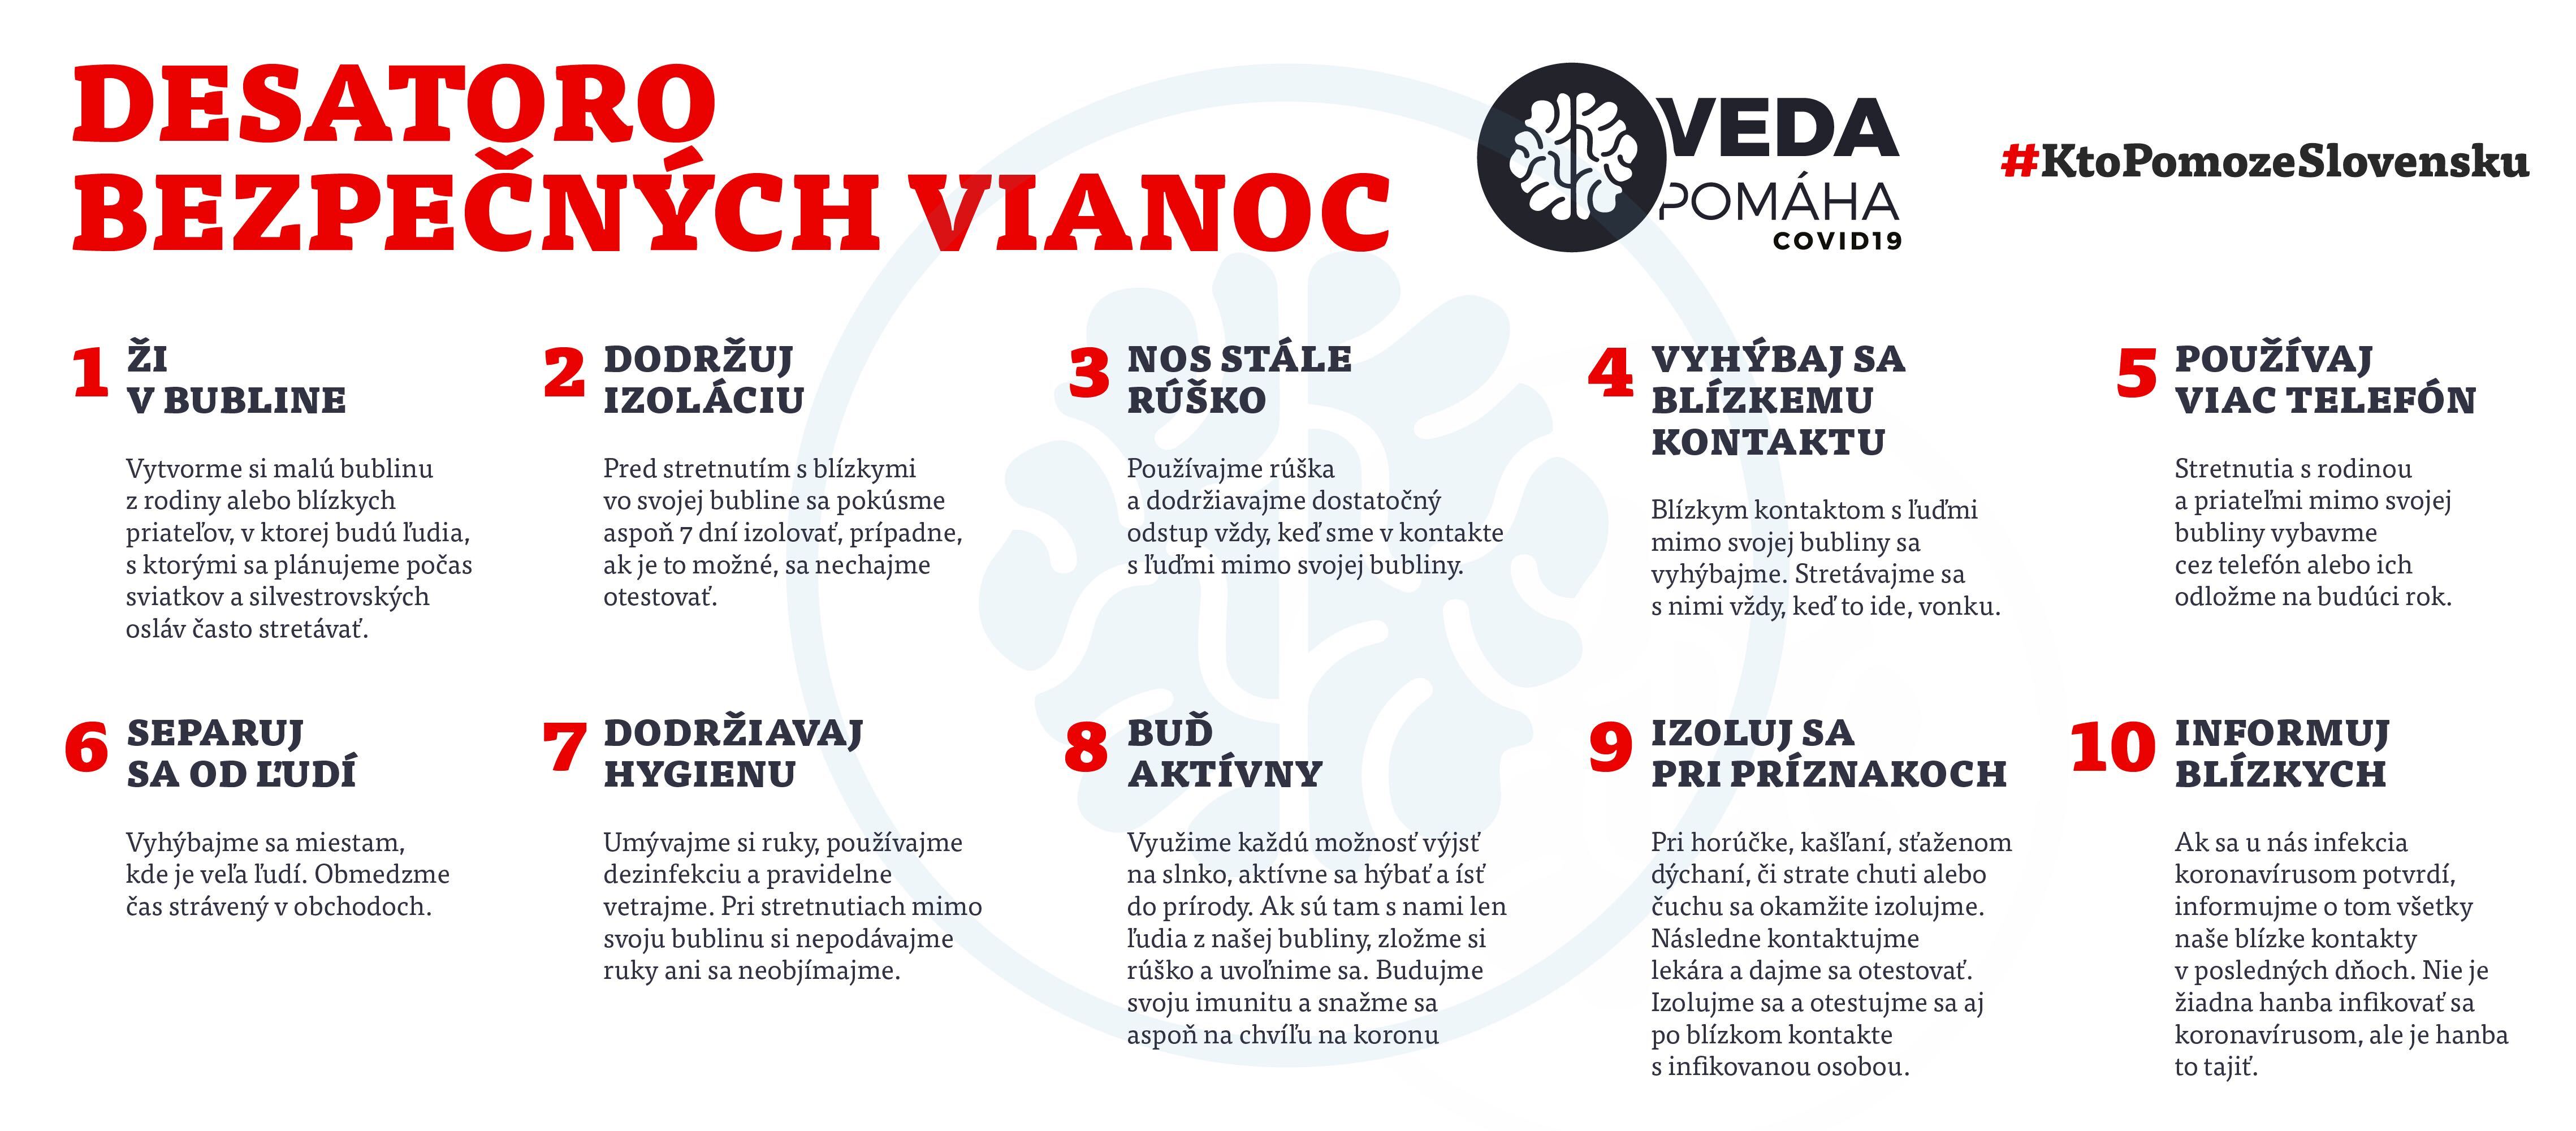 DESATORO
BEZPEČNÝCH VIANOC
VEDA
POMÁHA
COVID19
#KtoPomozeSlovensku
1 ŽI
V BUBLINE
Vytvorme si malú bublinu
z rodiny alebo blízkych
priateľov, v ktorej budú ľudia,
s ktorými sa plánujeme počas
sviatkov a silvestrovských
osláv často stretávať.
2 DODRŽUJ
IZOLÁCIU
Pred stretnutím s blízkymi
vo svojej bubline sa pokúsme
aspoň 7 dní izolovať, prípadne,
ak je to možné, sa nechajme
otestovať.
3 NOS STÁLE
RÚŠKO
Používajme rúška
a dodržiavajme dostatočný
odstup vždy, keď sme v kontakte
s ľuďmi mimo svojej bubliny.
4 VYHÝBAJ SA
BLÍZKEMU
KONTAKTU
Blízkym kontaktom s ľuďmi
mimo svojej bubliny sa
vyhýbajme. Stretávajme sa
s nimi vždy, keď to ide, vonku.
5 POUŽÍVAJ
VIAC TELEFÓN
Stretnutia s rodinou
a priateľmi mimo svojej
bubliny vybavme
cez telefón alebo ich
odložme na budúci rok.
6 SEPARUJ
SA OD ĽUDÍ
Vyhýbajme sa miestam,
kde je veľa ľudí. Obmedzme
čas strávený v obchodoch.
7 DODRŽIAVAJ
HYGIENU
Umývajme si ruky, používajme
dezinfekciu a pravidelne
vetrajme. Pri stretnutiach mimo
svoju bublinu si nepodávajme
ruky ani sa neobjímajme.
8 BUĎ
AKTÍVNY
Využime každú možnosť výjsť
na slnko, aktívne sa hýbať a ísť
do prírody. Ak sú tam s nami len
ľudia z našej bubliny, zložme si
rúško a uvoľnime sa. Budujme
svoju imunitu a snažme sa
aspoň na chvíľu na koronu
9 IZOLUJ SA
PRI PRÍZNAKOCH
Pri horúčke, kašľaní, sťaženom
dýchaní, či strate chuti alebo
čuchu sa okamžite izolujme.
Následne kontaktujme
lekára a dajme sa otestovať.
Izolujme sa a otestujme sa aj
po blízkom kontakte
s infikovanou osobou.
10 INFORMUJ
BLÍZKYCH
Ak sa u nás infekcia
koronavírusom potvrdí,
informujme o tom všetky
naše blízke kontakty
v posledných dňoch. Nie je
žiadna hanba infikovať sa
koronavírusom, ale je hanba
to tajiť.